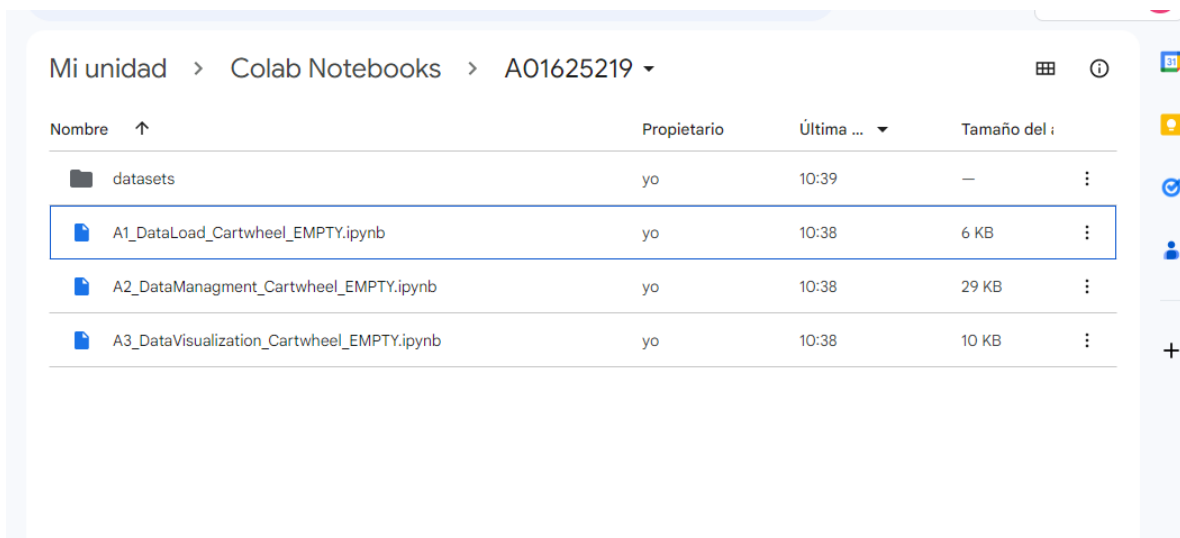 Mi unidad > Colab Notebooks > A01625219
31
Nombre Propietario Última ... Tamaño del a
datasets yo 10:39 —
A1_DataLoad_Cartwheel_EMPTY.ipynb yo 10:38 6 KB
A2_DataManagment_Cartwheel_EMPTY.ipynb yo 10:38 29 KB
A3_DataVisualization_Cartwheel_EMPTY.ipynb yo 10:38 10 KB